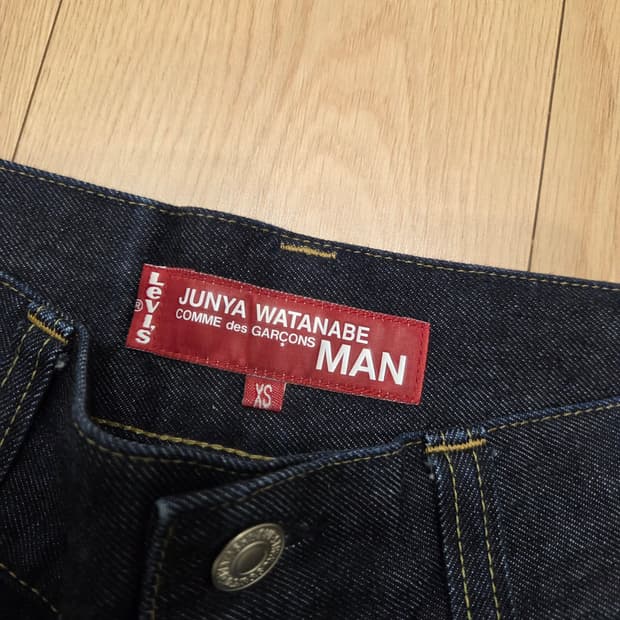 Levi's
®
JUNYA WATANABE
COMME des GARÇONS
MAN
XS